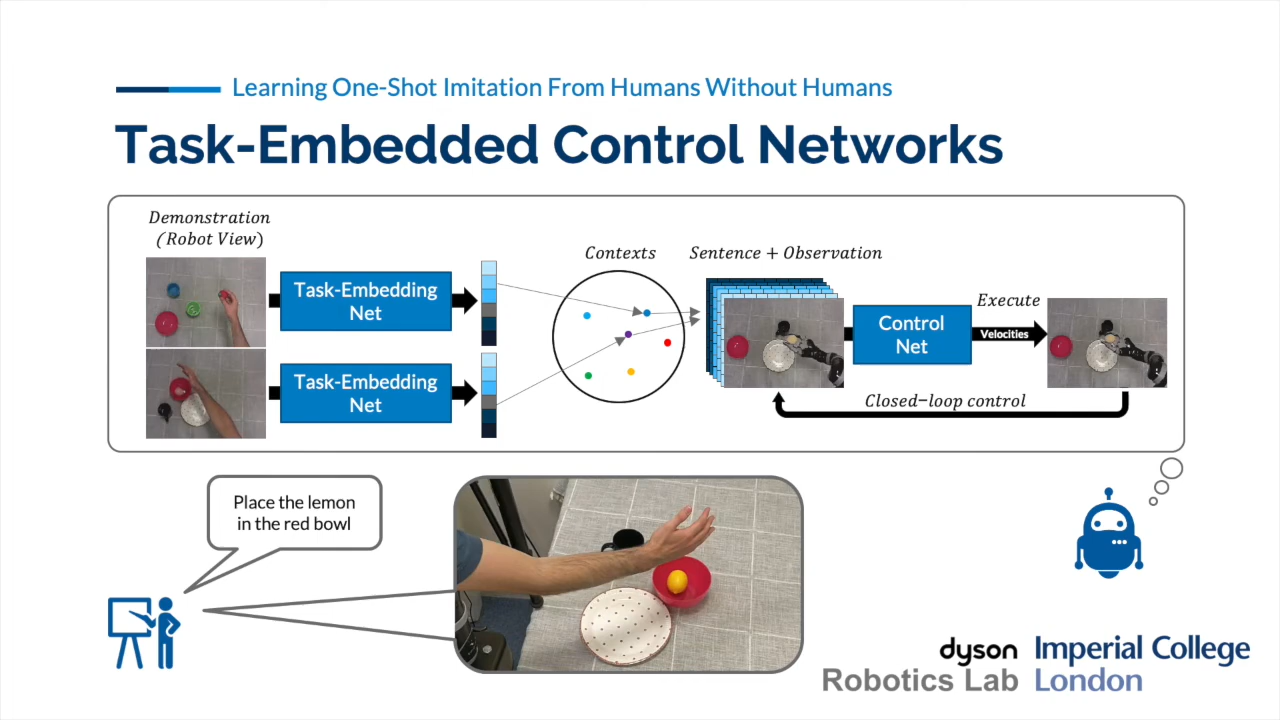 Learning One-Shot Imitation From Humans Without Humans
Task-Embedded Control Networks
Demonstration
(Robot View)
Task-Embedding
Net
Task-Embedding
Net
Contexts
Sentence + Observation
Control
Net
Execute
Velocities
Closed-loop control
Place the lemon
in the red bowl
dyson
Robotics Lab
Imperial College
London